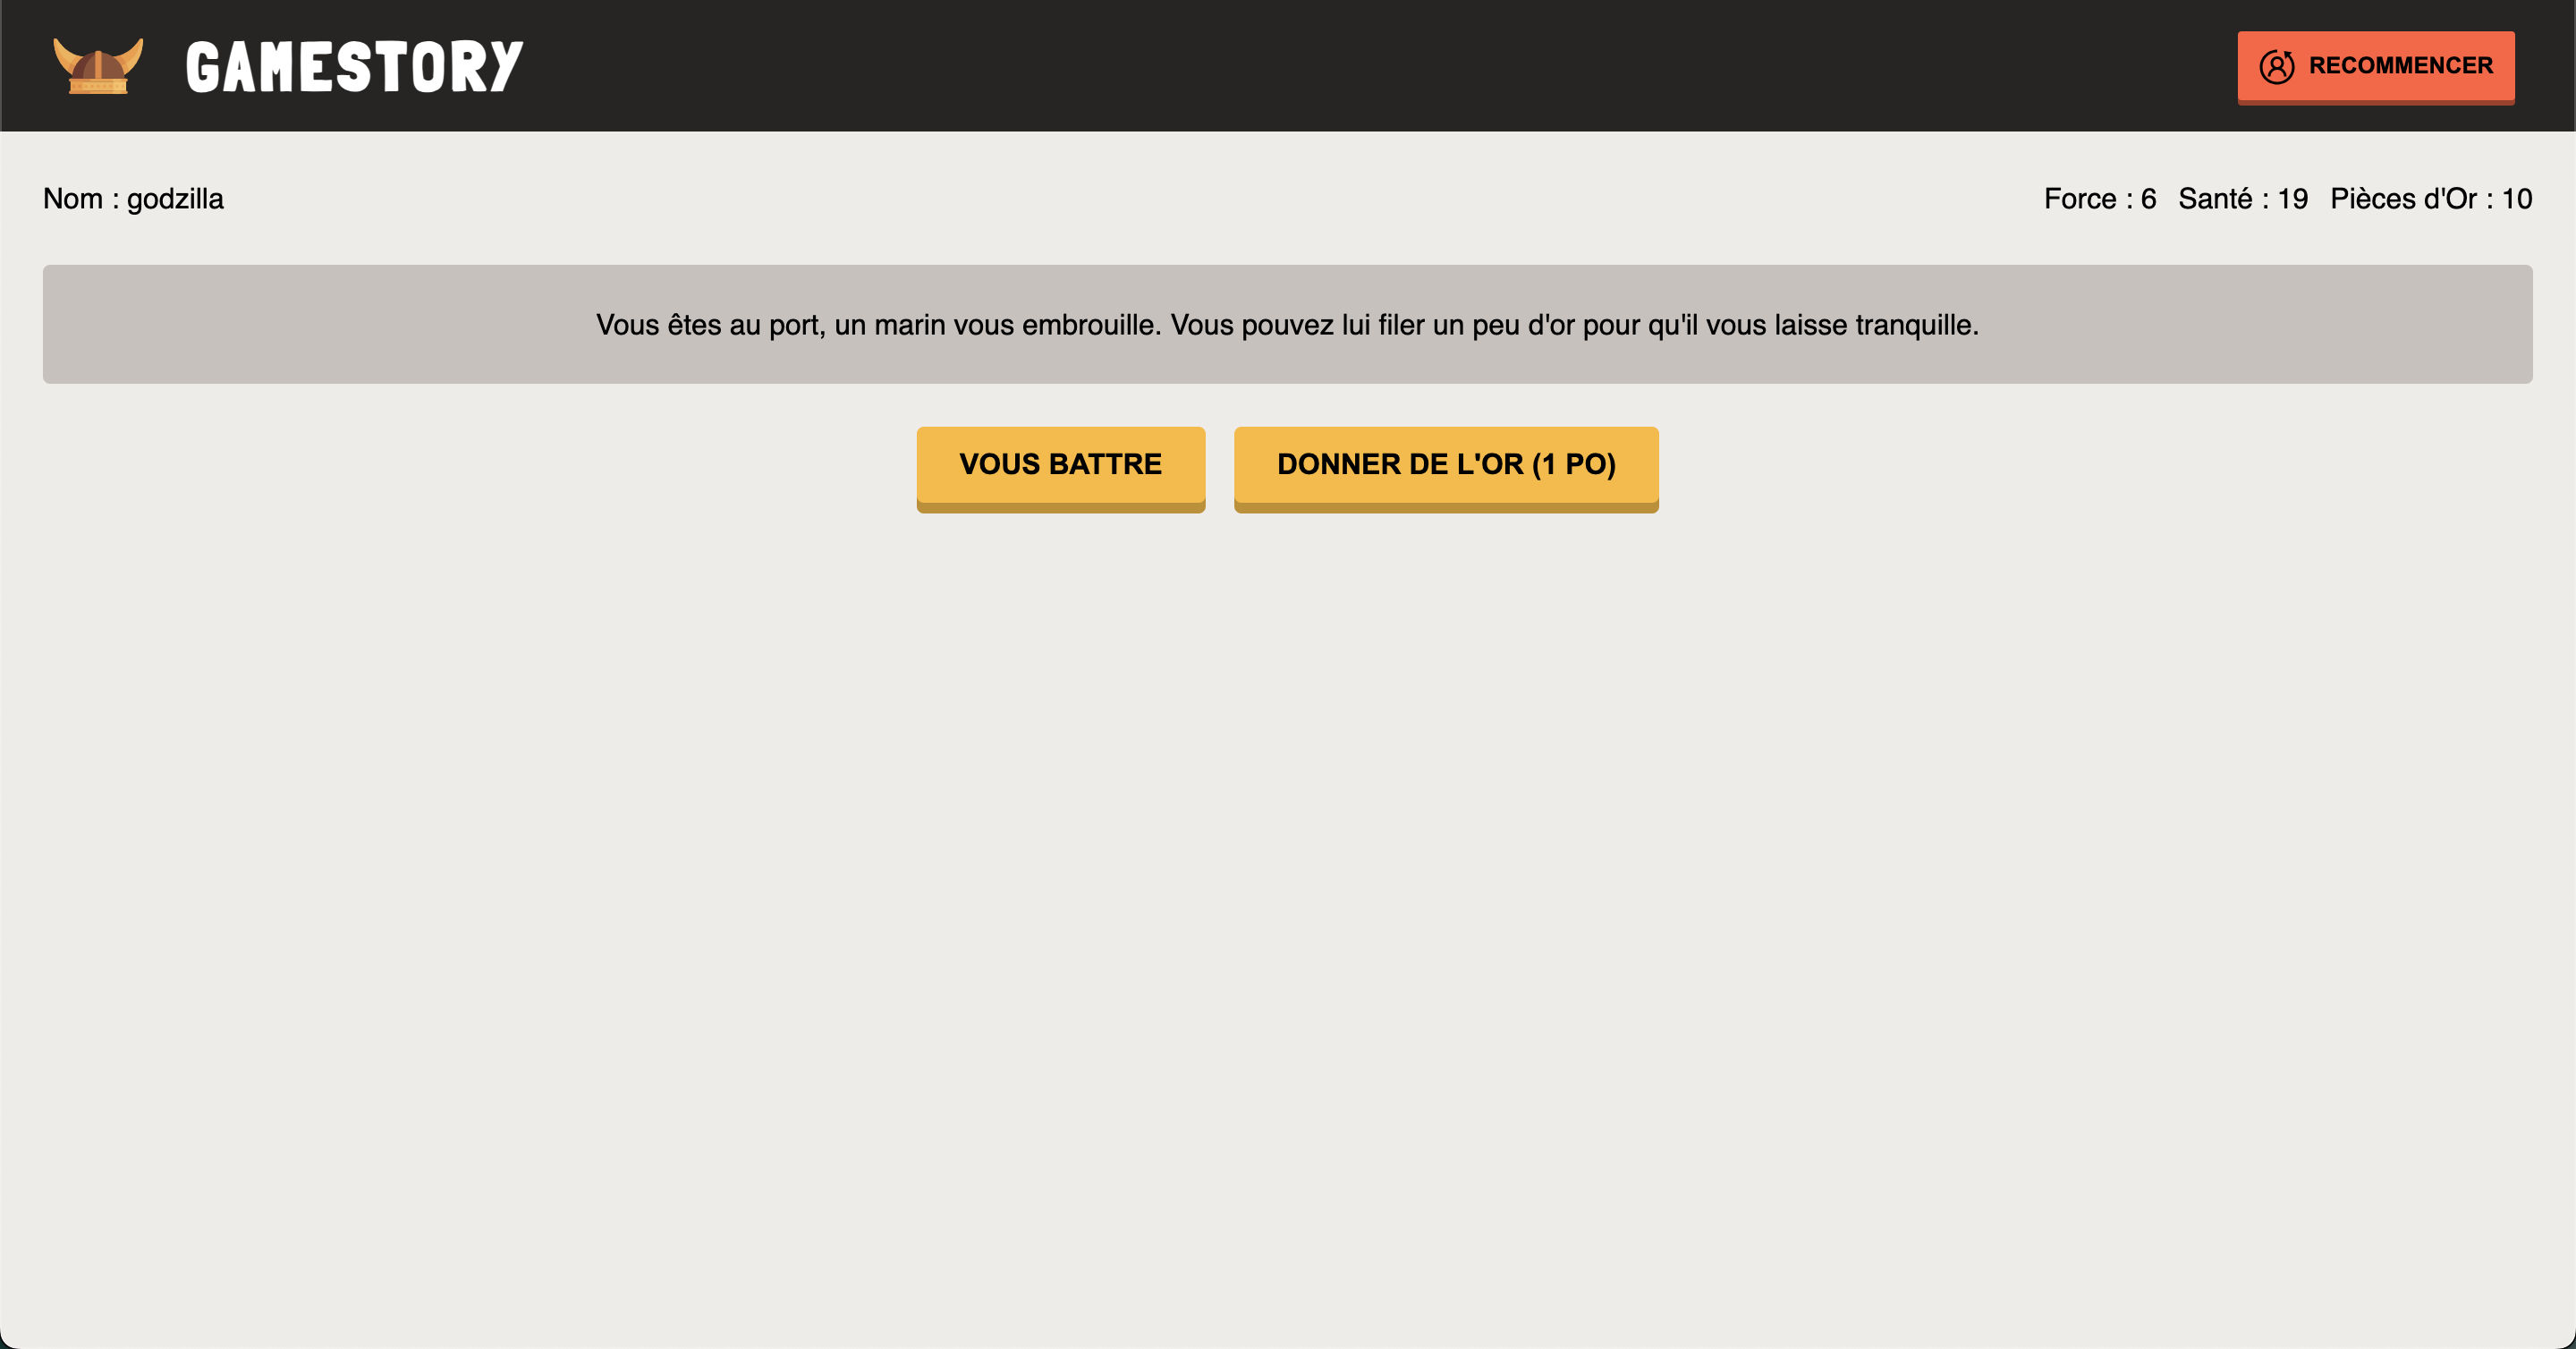 GAMESTORY
RECOMMENCER
Nom : godzilla
Force : 6 Santé : 19 Pièces d'Or : 10
Vous êtes au port, un marin vous embrouille. Vous pouvez lui filer un peu d'or pour qu'il vous laisse tranquille.
VOUS BATTRE
DONNER DE L'OR (1 PO)